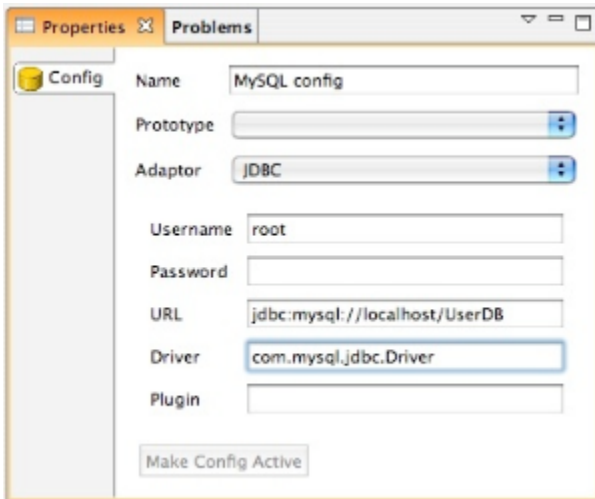 Properties Problems
Config
Name MySQL config
Prototype
Adaptor JDBC
Username root
Password
URL jdbc:mysql://localhost/UserDB
Driver com.mysql.jdbc.Driver
Plugin
Make Config Active